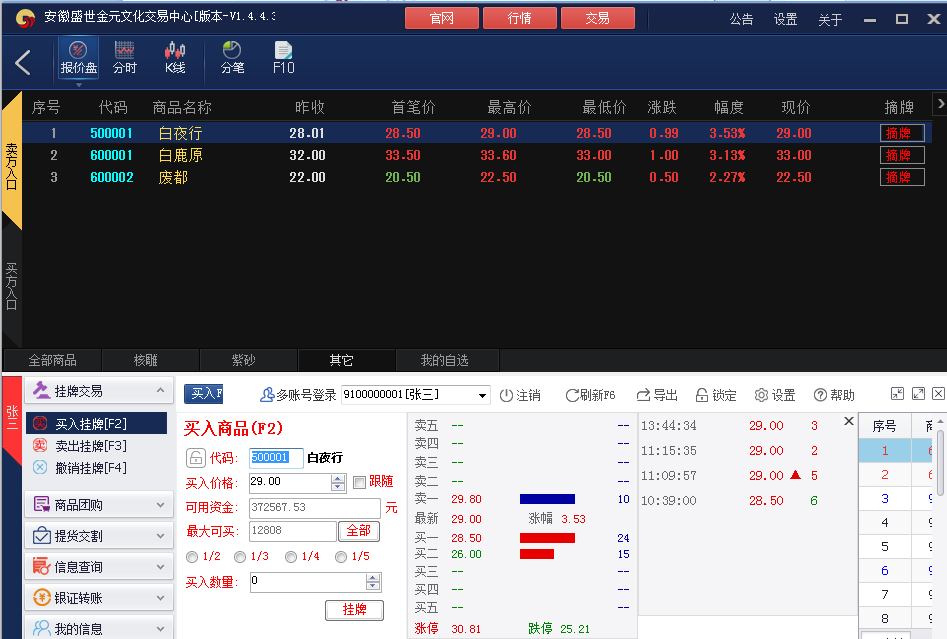 安徽盛世金元文化交易中心[版本-V1.4.4.3 官网 行情 交易 公告 设置 关于
报价盘 分时 K线 分笔 F10
序号 代码 商品名称 昨收 首笔价 最高价 最低价 涨跌 幅度 现价 摘牌
1 500001 白夜行 28.01 28.50 29.00 28.50 0.99 3.53% 29.00 摘牌
2 600001 白鹿原 32.00 33.50 33.60 33.00 1.00 3.13% 33.00 摘牌
3 600002 废都 22.00 20.50 22.50 20.50 0.50 2.27% 22.50 摘牌
卖方入口
买方入口
全部商品 核雕 紫砂 其它 我的自选
张三
挂牌交易
买入挂牌[F2]
卖出挂牌[F3]
撤销挂牌[F4]
商品团购
提货交割
信息查询
银证转账
我的信息
买入F 多账号登录 9100000001[张三] 注销 刷新F6 导出 锁定 设置 帮助
买入商品(F2)
代码: 500001 白夜行
买入价格: 29.00 跟随
可用资金: 372567.53 元
最大可买: 12808 全部
1/2 1/3 1/4 1/5
买入数量: 0
挂牌
卖五 -- --
卖四 -- --
卖三 -- --
卖二 -- --
卖一 29.80 10
最新 29.00 涨幅 3.53
买一 28.50 24
买二 26.00 15
买三 -- --
买四 -- --
买五 -- --
涨停 30.81 跌停 25.21
13:44:34 29.00 3
11:15:35 29.00 2
11:09:57 29.00 ▲ 5
10:39:00 28.50 6
序号 商
1 6
2 6
3 9
4 9
5 9
6 9
7 9
8 6